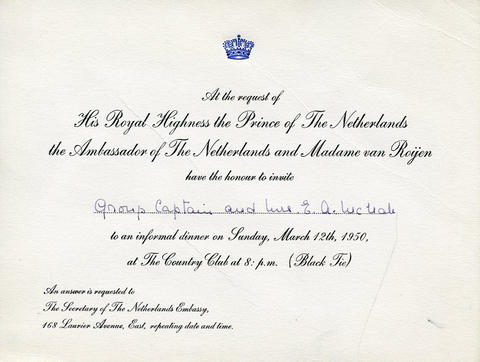 At the request of
His Royal Highness the Prince of The Netherlands
the Ambassador of The Netherlands and Madame van Roijen
have the honour to invite
Group Captain and Mrs. E. A. McNab
to an informal dinner on Sunday, March 12th, 1950,
at The Country Club at 8: p.m. (Black Tie)
An answer is requested to
The Secretary of The Netherlands Embassy,
168 Laurier Avenue, East, repeating date and time.